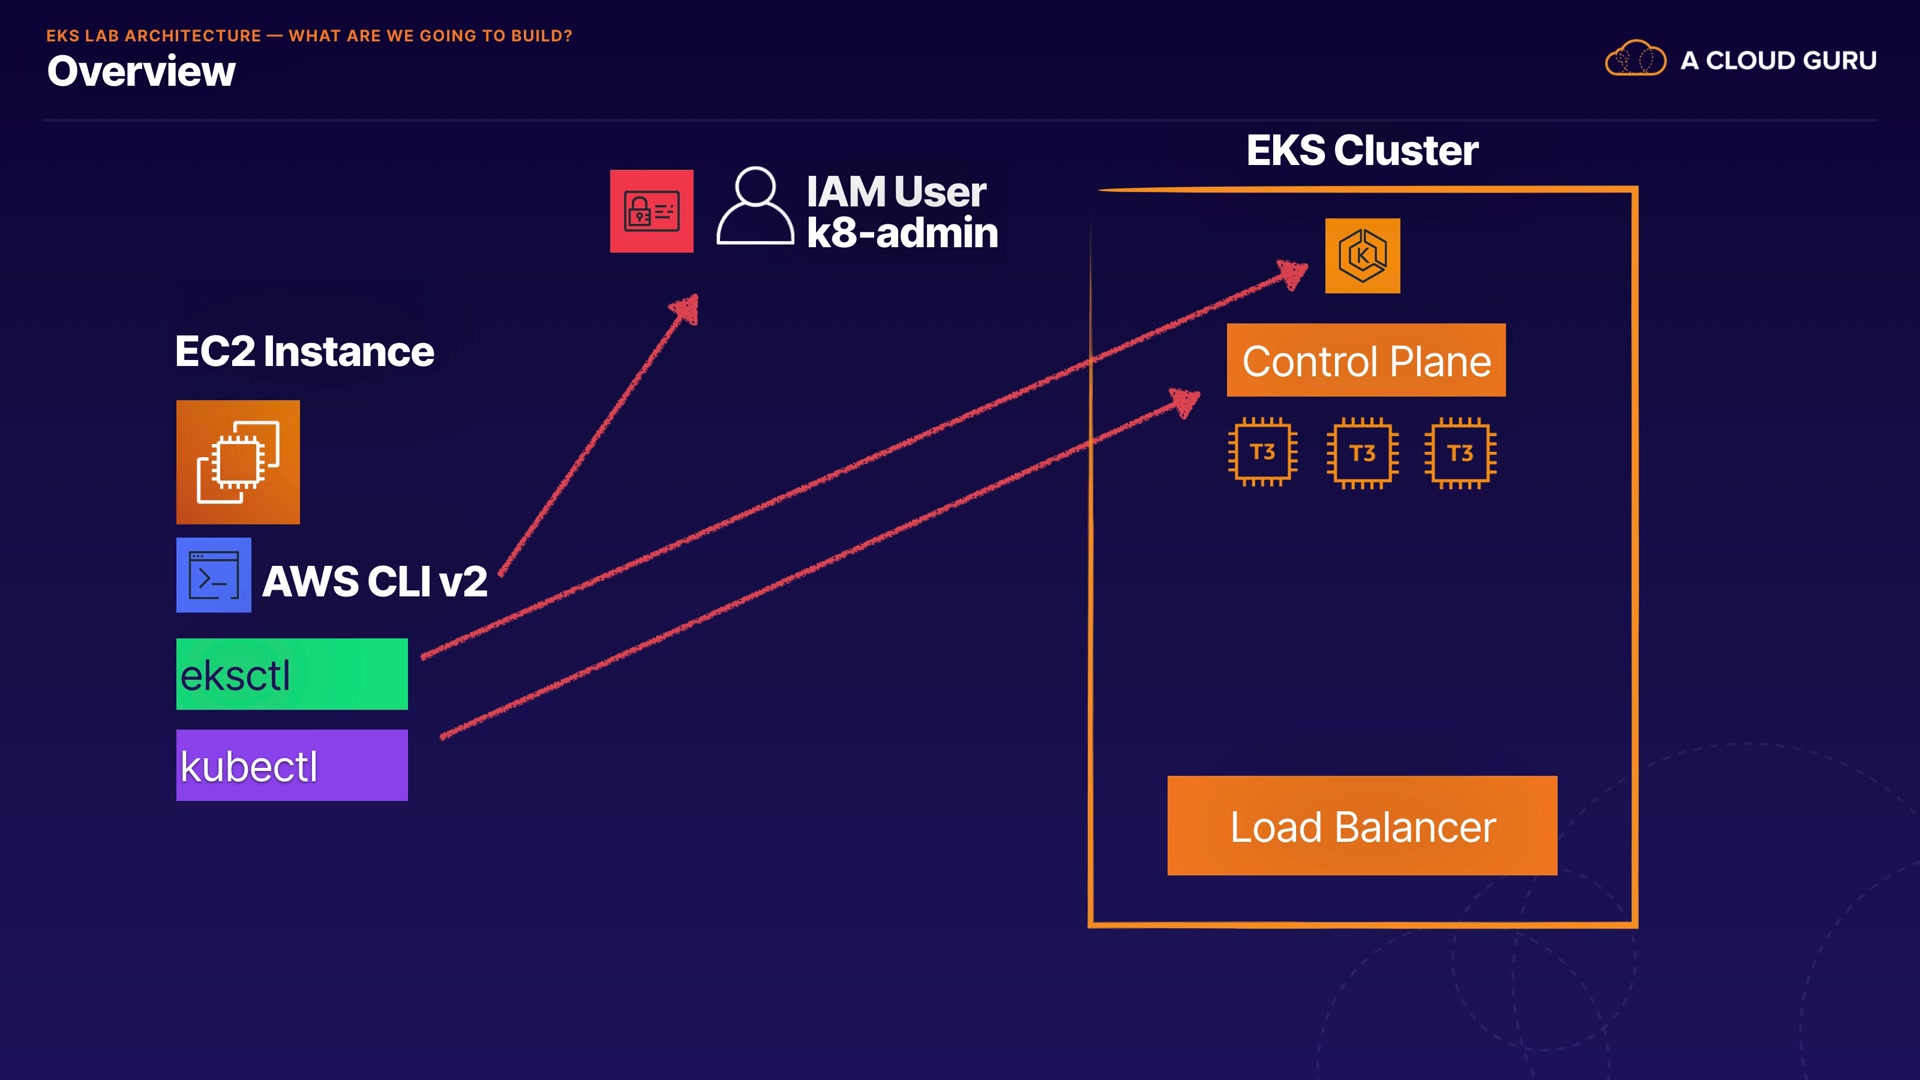 EKS LAB ARCHITECTURE — WHAT ARE WE GOING TO BUILD?
Overview
A CLOUD GURU
EKS Cluster
IAM User
k8-admin
K
EC2 Instance
Control Plane
T3 T3 T3
AWS CLI v2
eksctl
kubectl
Load Balancer